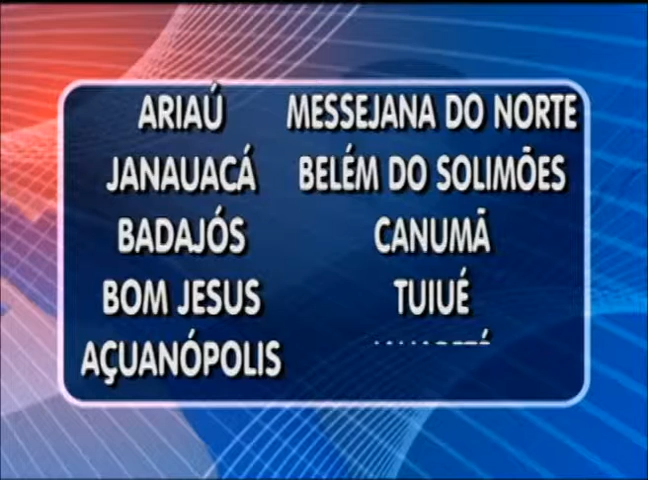 ARIAÚ
JANAUACÁ
BADAJÓS
BOM JESUS
AÇUANÓPOLIS
MESSEJANA DO NORTE
BELÉM DO SOLIMÕES
CANUMÃ
TUIUÉ